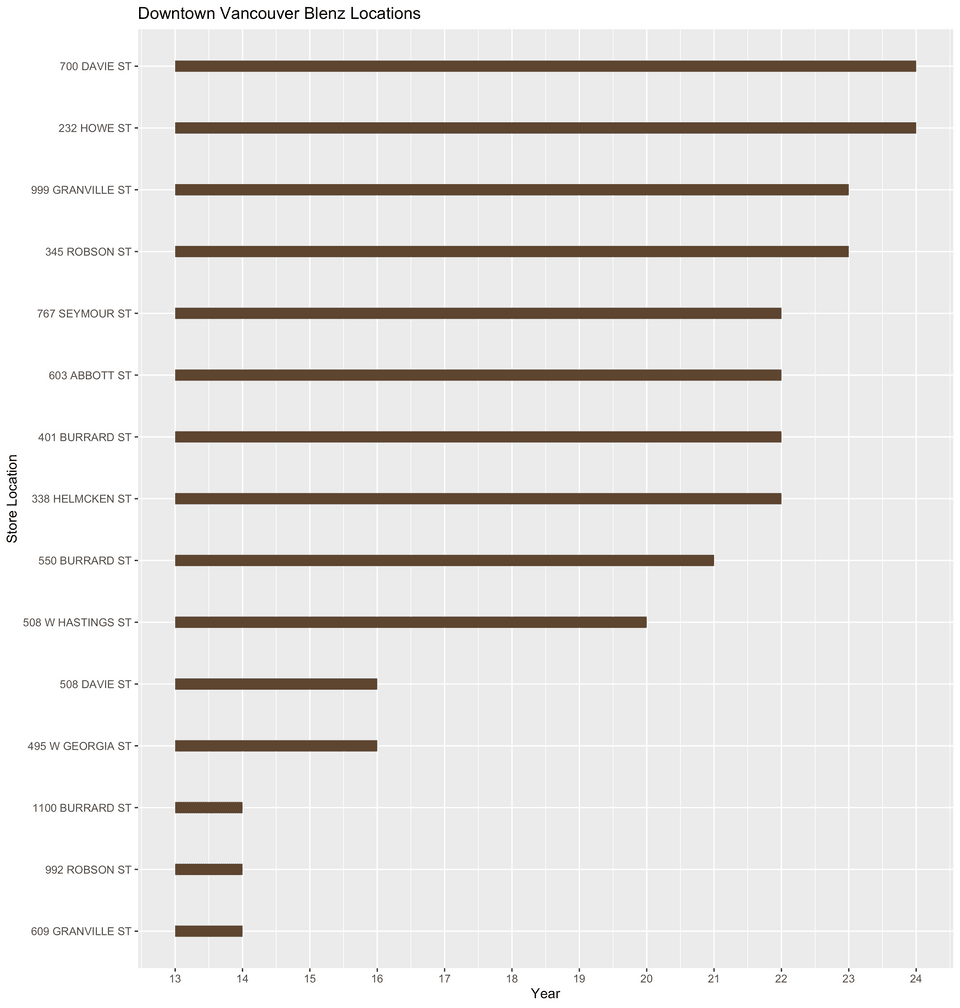 Downtown Vancouver Blenz Locations
700 DAVIE ST
232 HOWE ST
999 GRANVILLE ST
345 ROBSON ST
767 SEYMOUR ST
603 ABBOTT ST
401 BURRARD ST
338 HELMCKEN ST
550 BURRARD ST
508 W HASTINGS ST
508 DAVIE ST
495 W GEORGIA ST
1100 BURRARD ST
992 ROBSON ST
609 GRANVILLE ST
Store Location
13 14 15 16 17 18 19 20 21 22 23 24
Year